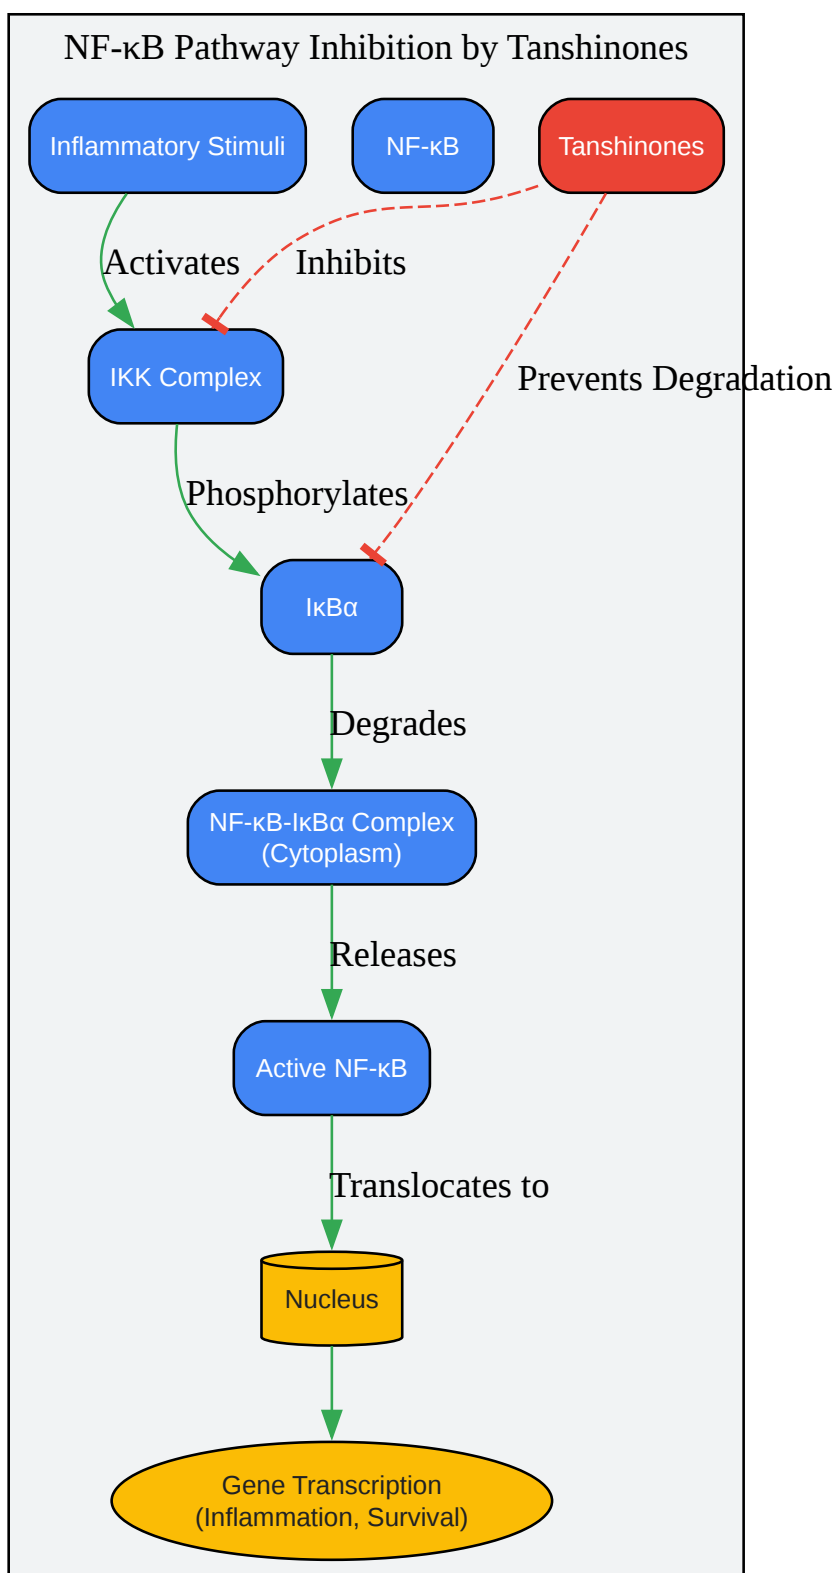 NF-κB Pathway Inhibition by Tanshinones
Inflammatory Stimuli
NF-κB
Tanshinones
Activates
Inhibits
IKK Complex
Prevents Degradation
Phosphorylates
IκBα
Degrades
NF-κB-IκBα Complex
(Cytoplasm)
Releases
Active NF-κB
Translocates to
Nucleus
Gene Transcription
(Inflammation, Survival)